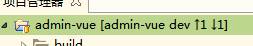 项目管理器
admin-vue [admin-vue dev ↑1 ↓1]
build